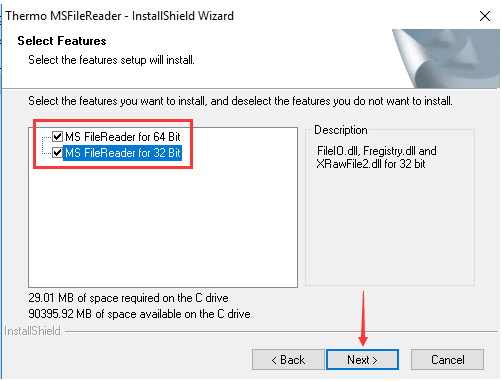 Thermo MSFileReader - InstallShield Wizard
Select Features
Select the features setup will install.
Select the features you want to install, and deselect the features you do not want to install.
MS FileReader for 64 Bit
MS FileReader for 32 Bit
Description
FileIO.dll, Fregistry.dll and
XRawFile2.dll for 32 bit
29.01 MB of space required on the C drive
90395.92 MB of space available on the C drive
InstallShield
< Back
Next >
Cancel